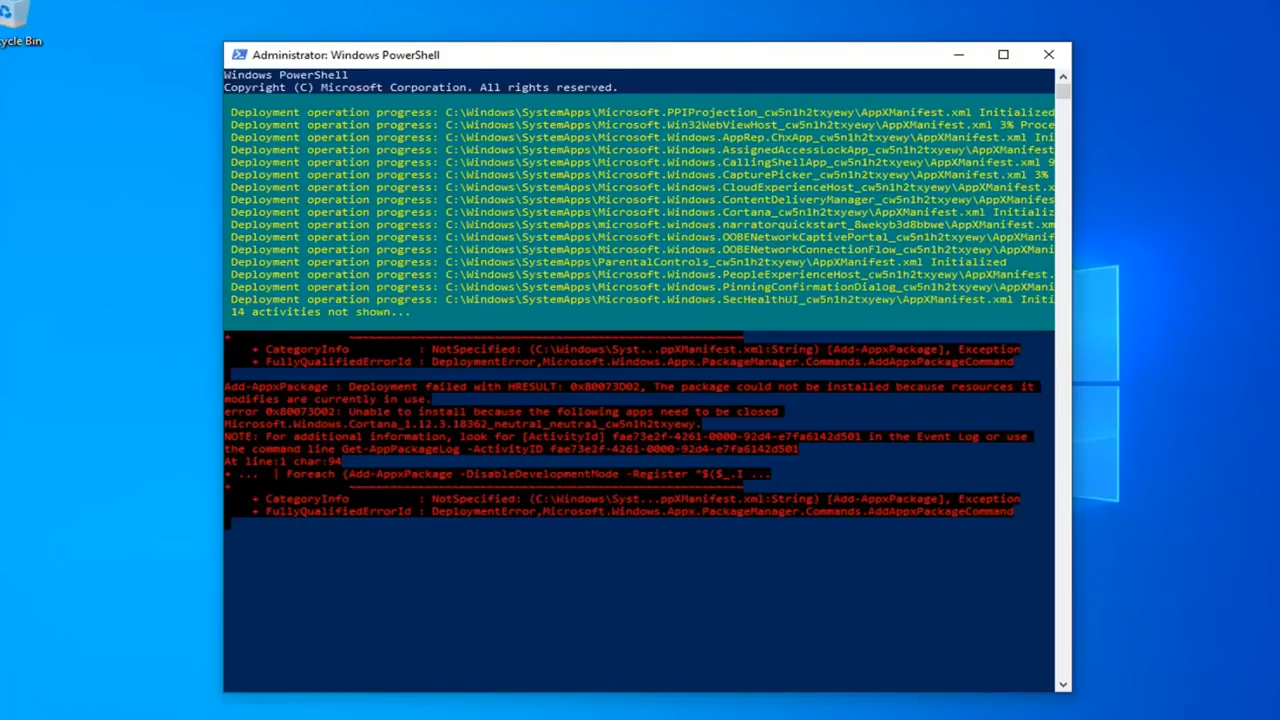 cycle Bin
Administrator: Windows PowerShell
Windows PowerShell
Copyright (C) Microsoft Corporation. All rights reserved.
Deployment operation progress: C:\Windows\SystemApps\Microsoft.PPIProjection_cw5n1h2txyewy\AppXManifest.xml Initialized
Deployment operation progress: C:\Windows\SystemApps\Microsoft.Win32WebViewHost_cw5n1h2txyewy\AppXManifest.xml 3% Proce
Deployment operation progress: C:\Windows\SystemApps\Microsoft.Windows.AppRep.ChxApp_cw5n1h2txyewy\AppXManifest.xml Ini
Deployment operation progress: C:\Windows\SystemApps\Microsoft.Windows.AssignedAccessLockApp_cw5n1h2txyewy\AppXManifest
Deployment operation progress: C:\Windows\SystemApps\Microsoft.Windows.CallingShellApp_cw5n1h2txyewy\AppXManifest.xml 9
Deployment operation progress: C:\Windows\SystemApps\Microsoft.Windows.CapturePicker_cw5n1h2txyewy\AppXManifest.xml 3%
Deployment operation progress: C:\Windows\SystemApps\Microsoft.Windows.CloudExperienceHost_cw5n1h2txyewy\AppXManifest.x
Deployment operation progress: C:\Windows\SystemApps\Microsoft.Windows.ContentDeliveryManager_cw5n1h2txyewy\AppXManifes
Deployment operation progress: C:\Windows\SystemApps\Microsoft.Windows.Cortana_cw5n1h2txyewy\AppXManifest.xml Initializ
Deployment operation progress: C:\Windows\SystemApps\Microsoft.Windows.narratorquickstart_8wekyb3d8bbwe\AppXManifest.xm
Deployment operation progress: C:\Windows\SystemApps\Microsoft.Windows.OOBENetworkCaptivePortal_cw5n1h2txyewy\AppXManif
Deployment operation progress: C:\Windows\SystemApps\Microsoft.Windows.OOBENetworkConnectionFlow_cw5n1h2txyewy\AppXMani
Deployment operation progress: C:\Windows\SystemApps\ParentalControls_cw5n1h2txyewy\AppXManifest.xml Initialized
Deployment operation progress: C:\Windows\SystemApps\Microsoft.Windows.PeopleExperienceHost_cw5n1h2txyewy\AppXManifest.
Deployment operation progress: C:\Windows\SystemApps\Microsoft.Windows.PinningConfirmationDialog_cw5n1h2txyewy\AppXMani
Deployment operation progress: C:\Windows\SystemApps\Microsoft.Windows.SecHealthUI_cw5n1h2txyewy\AppXManifest.xml Initi
14 activities not shown...
+ ~~~~~~~~~~~~~~~~~~~~~~~~~~~~~~~~~~~~~~~~~~~~~~~~~~~~~~~~~
+ CategoryInfo : NotSpecified: (C:\Windows\Syst...ppXManifest.xml:String) [Add-AppxPackage], Exception
+ FullyQualifiedErrorId : DeploymentError,Microsoft.Windows.Appx.PackageManager.Commands.AddAppxPackageCommand
Add-AppxPackage : Deployment failed with HRESULT: 0x80073D02, The package could not be installed because resources it
modifies are currently in use.
error 0x80073D02: Unable to install because the following apps need to be closed
Microsoft.Windows.Cortana_1.12.3.18362_neutral_neutral_cw5n1h2txyewy.
NOTE: For additional information, look for [ActivityId] fae73e2f-4261-0000-92d4-e7fa6142d501 in the Event Log or use
the command line Get-AppPackageLog -ActivityID fae73e2f-4261-0000-92d4-e7fa6142d501
At line:1 char:94
+ ... | Foreach {Add-AppxPackage -DisableDevelopmentMode -Register "$($_.I ...
+ ~~~~~~~~~~~~~~~~~~~~~~~~~~~~~~~~~~~~~~~~~~~~~~~~~~~~~~~~~
+ CategoryInfo : NotSpecified: (C:\Windows\Syst...ppXManifest.xml:String) [Add-AppxPackage], Exception
+ FullyQualifiedErrorId : DeploymentError,Microsoft.Windows.Appx.PackageManager.Commands.AddAppxPackageCommand